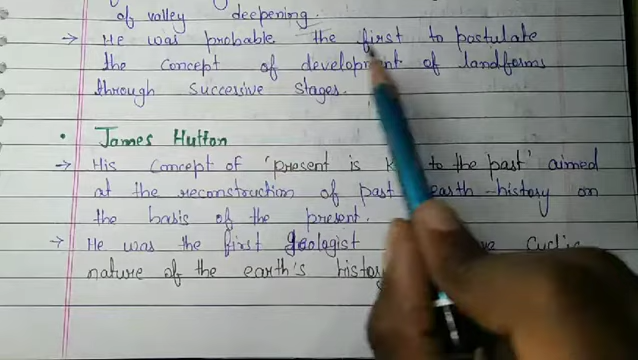 of valley deepening.
→ He was probable the first to postulate
the concept of development of landforms
through successive stages.
• James Hutton
→ His concept of 'present is to the past' aimed
at the reconstruction of past earth-history on
the basis of the present.
→ He was the first geologist cyclic
nature of the earth's history